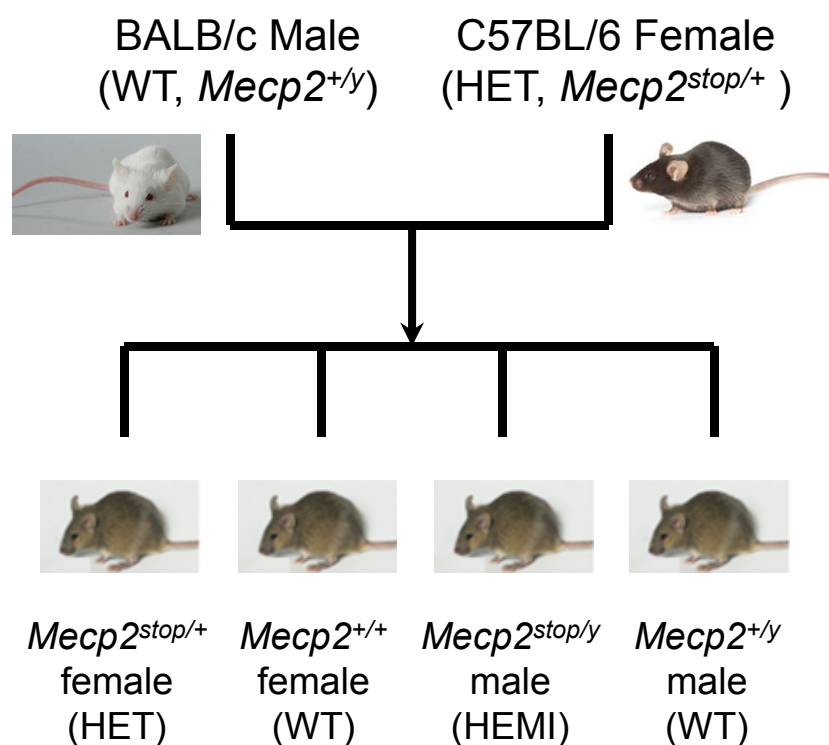 BALB/c Male
(WT, Mecp2+/y)
C57BL/6 Female
(HET, Mecp2stop/+ )
Mecp2stop/+
female
(HET)
Mecp2+/+
female
(WT)
Mecp2stop/y
male
(HEMI)
Mecp2+/y
male
(WT)